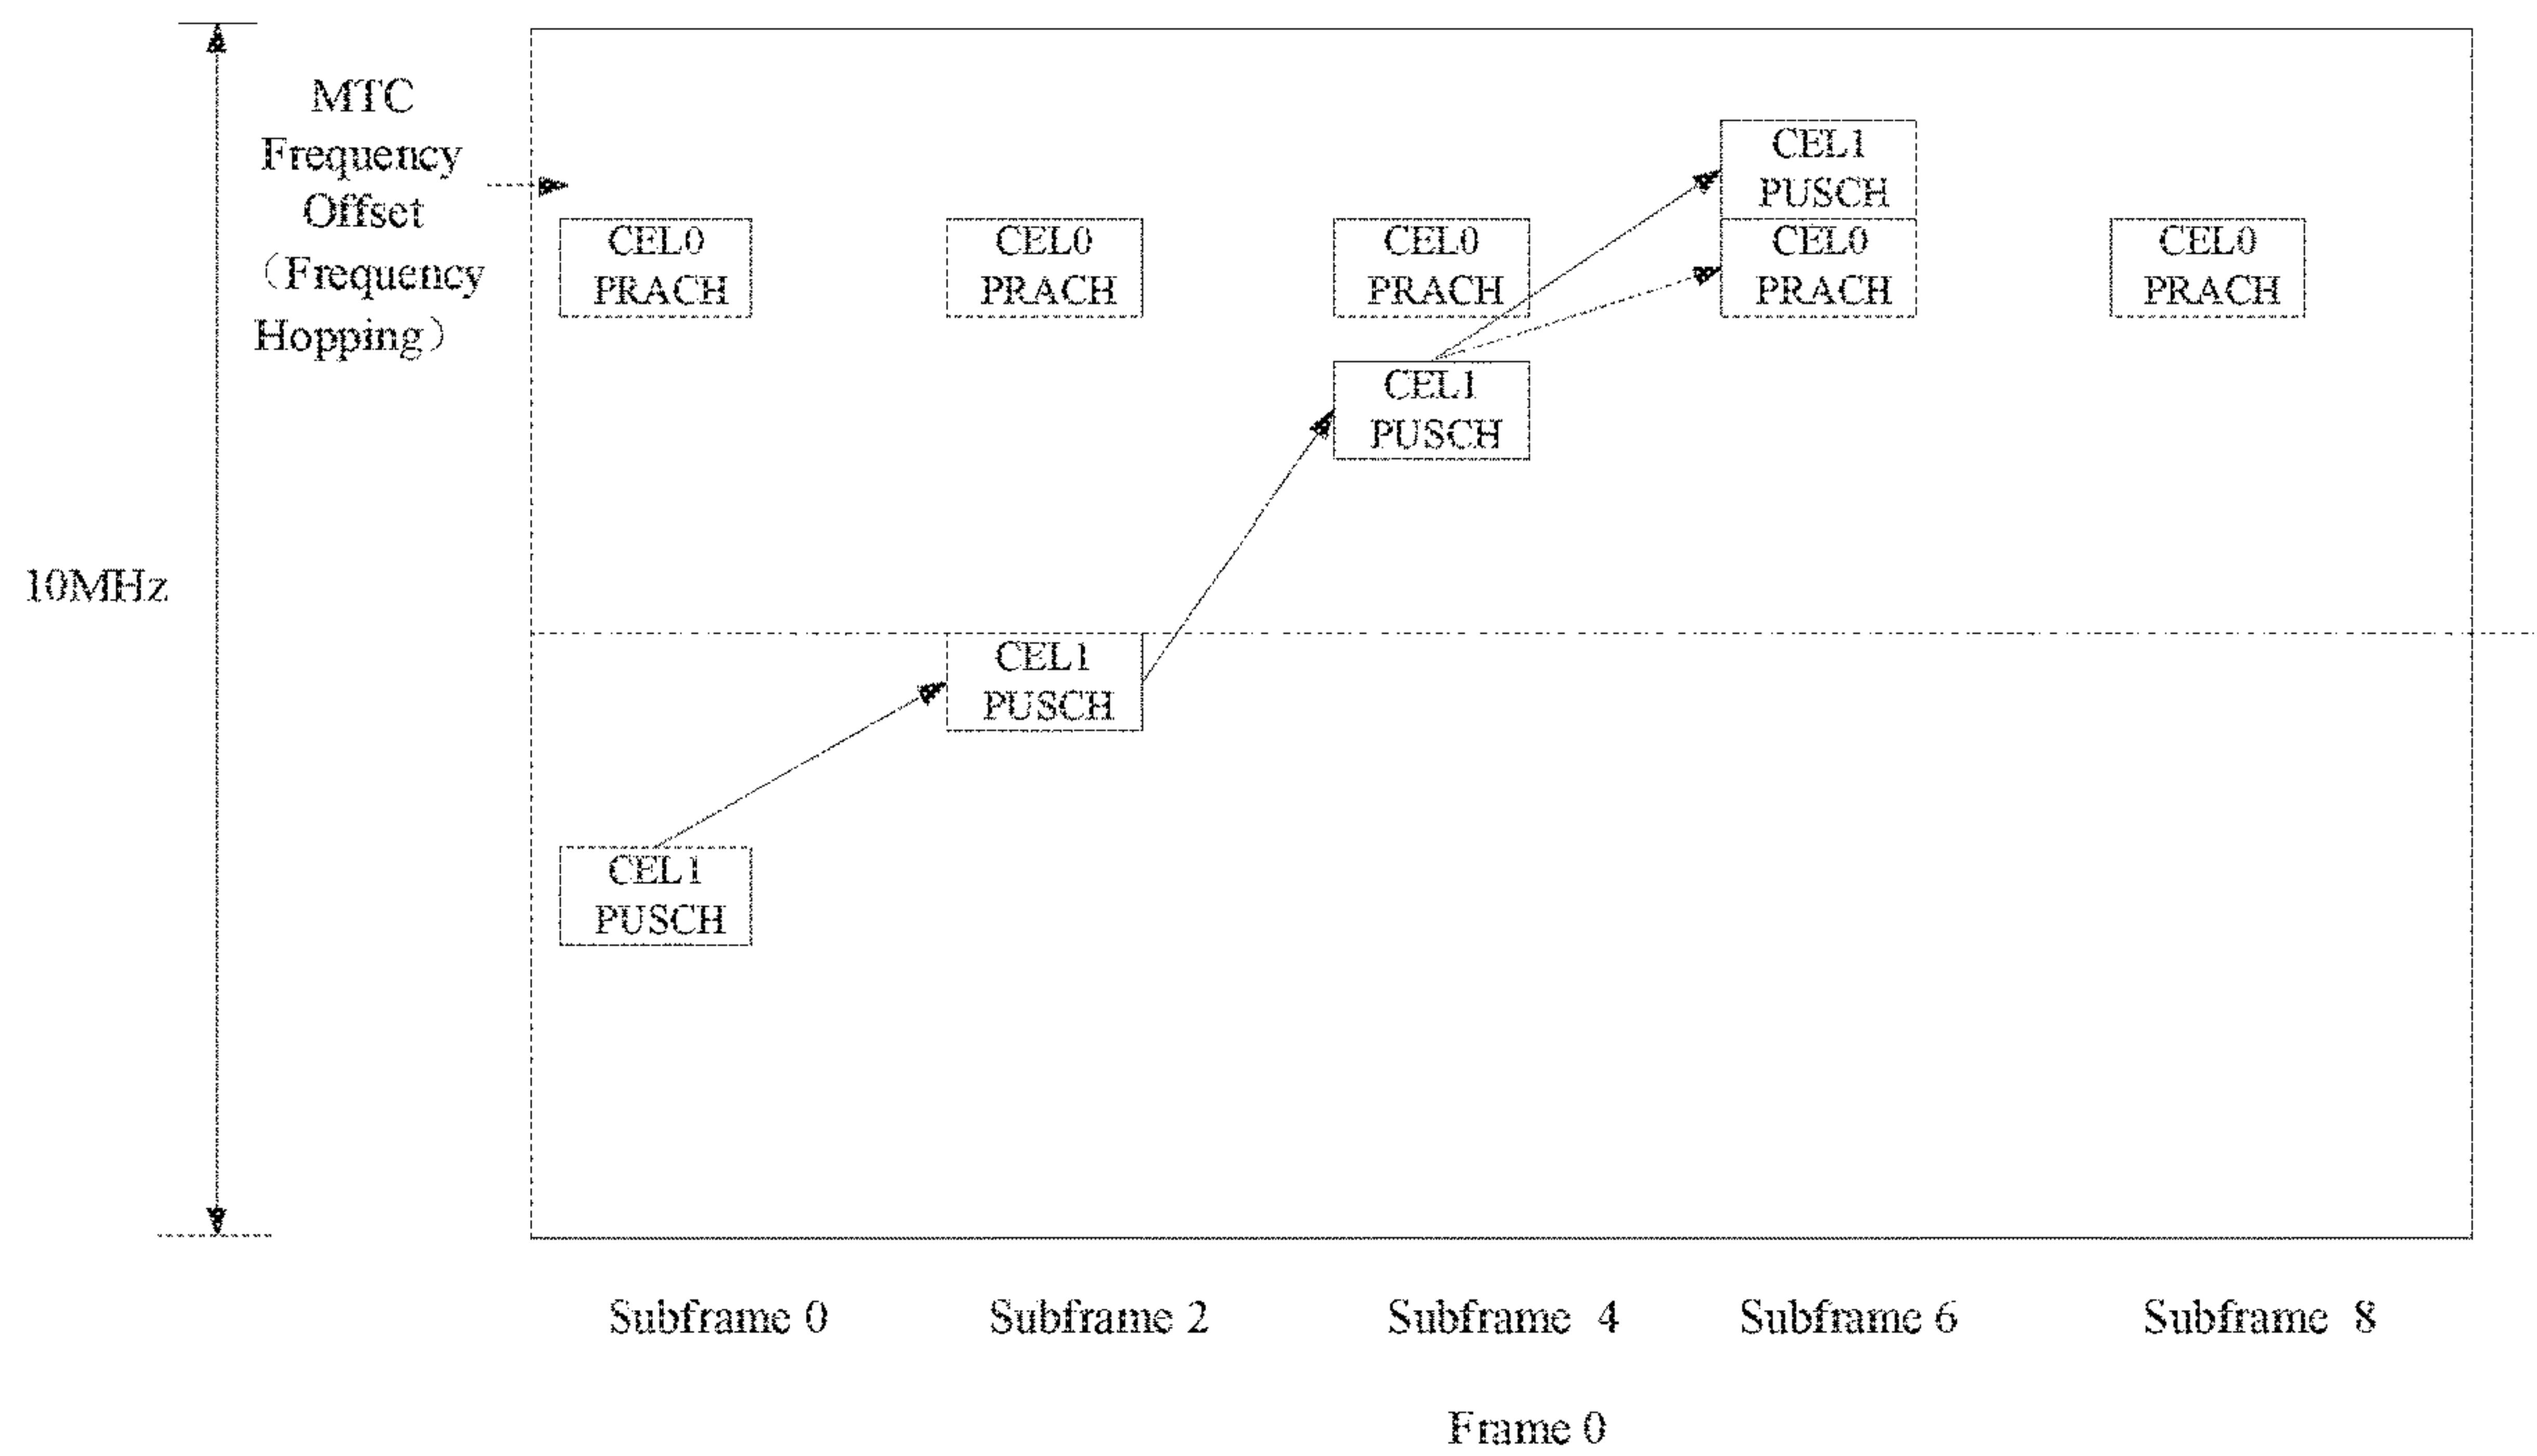 MTC
Frequency
Offset
（Frequency
Hopping）
10MHz
CEL1
PUSCH
CEL0
PRACH
CEL0
PRACH
CEL0
PRACH
CEL0
PRACH
CEL0
PRACH
CEL1
PUSCH
CEL1
PUSCH
CEL1
PUSCH
Subframe 0
Subframe 2
Subframe 4
Subframe 6
Subframe 8
Frame 0